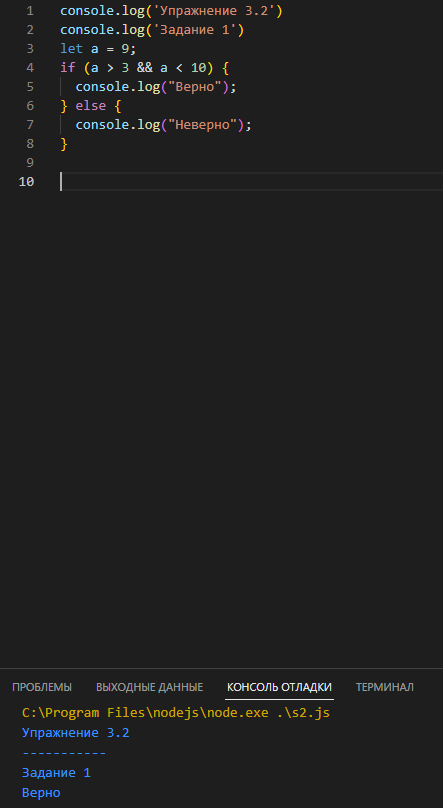 1 console.log('Упражнение 3.2')
2 console.log('Задание 1')
3 let a = 9;
4 if (a > 3 && a < 10) {
5   console.log("Верно");
6 } else {
7   console.log("Неверно");
8 }
9
10
ПРОБЛЕМЫ ВЫХОДНЫЕ ДАННЫЕ КОНСОЛЬ ОТЛАДКИ ТЕРМИНАЛ
C:\Program Files\nodejs\node.exe .\s2.js
Упражнение 3.2
-----------
Задание 1
Верно